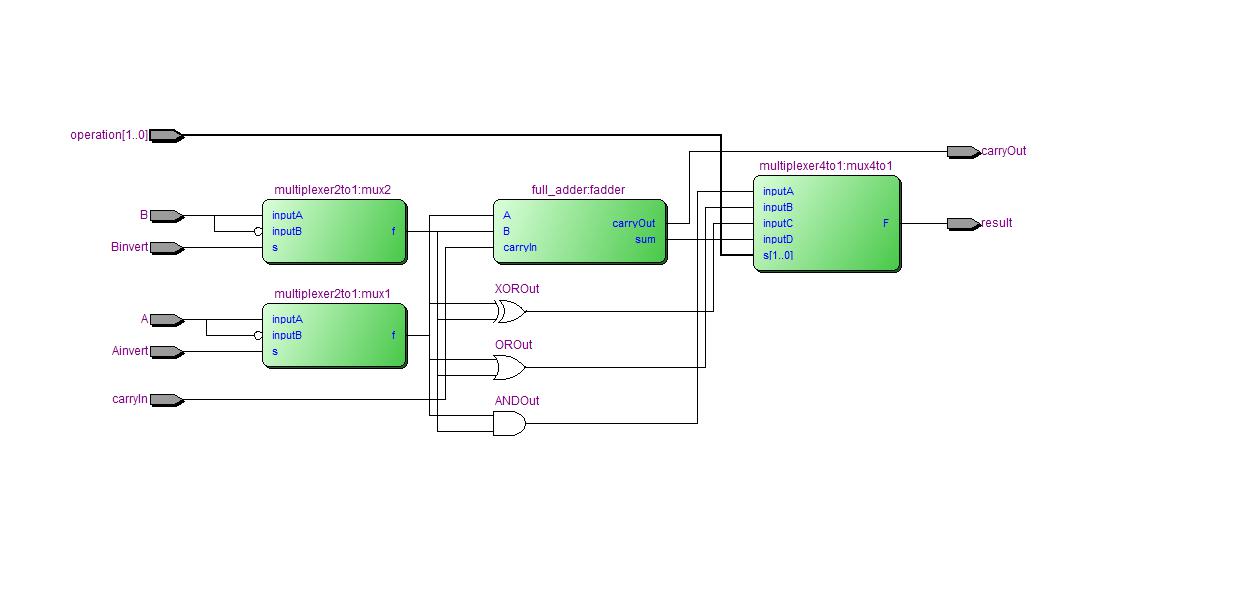 operation[1..0]
carryOut
multiplexer4to1:mux4to1
inputA
inputB
inputC
inputD
s[1..0]
F
result
multiplexer2to1:mux2
B
Binvert
inputA
inputB
s
f
full_adder:fadder
A
B
carryIn
carryOut
sum
multiplexer2to1:mux1
A
Ainvert
inputA
inputB
s
f
carryIn
XOROut
OROut
ANDOut